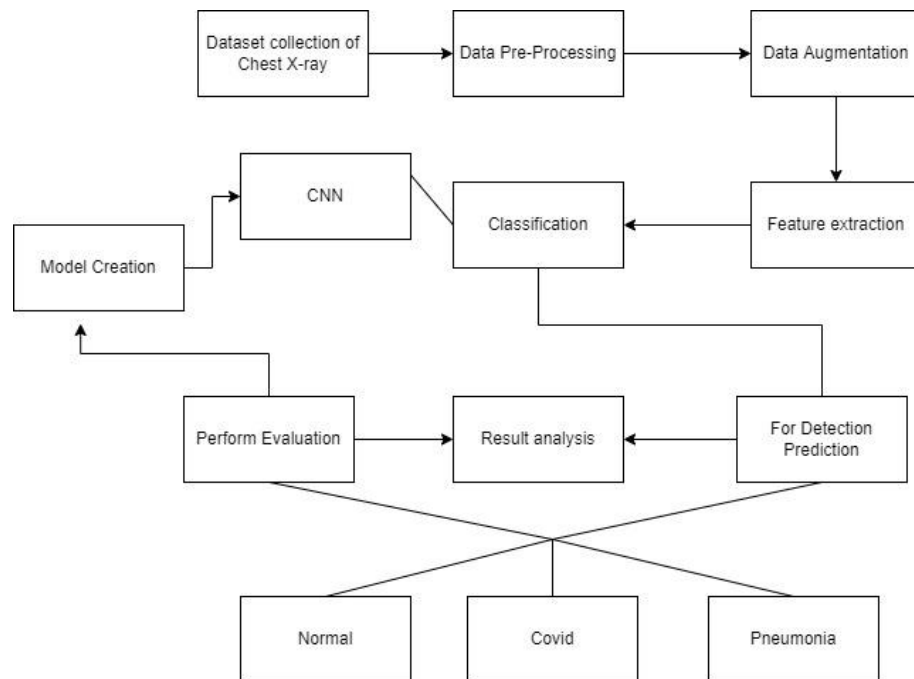 Dataset collection of
Chest X-ray
Data Pre-Processing
Data Augmentation
CNN
Classification
Feature extraction
Model Creation
Perform Evaluation
Result analysis
For Detection
Prediction
Normal
Covid
Pneumonia